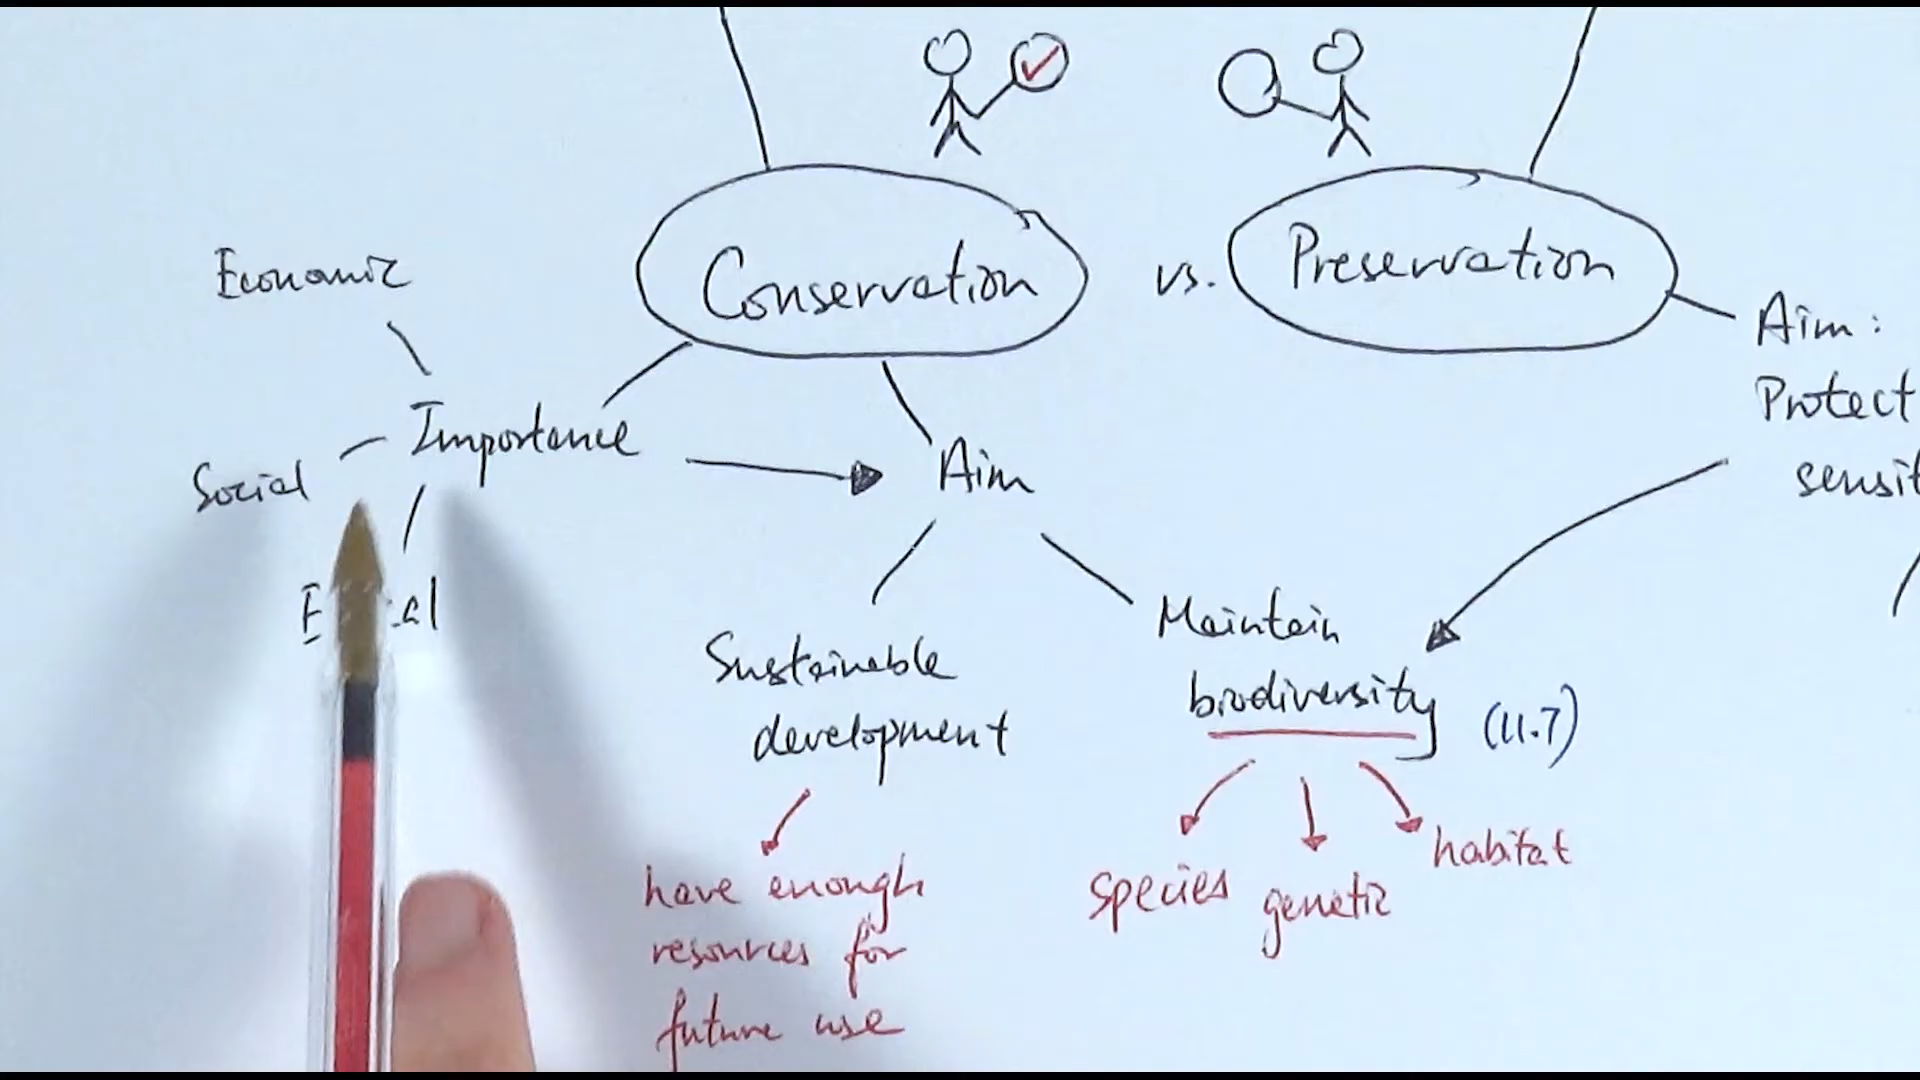 Conservation
vs.
Preservation
Economic
Importance
Social
Aim
Aim:
Protect
Sustainable
development
Maintain
biodiversity
(11.7)
have enough
resources for
future use
species
genetic
habitat